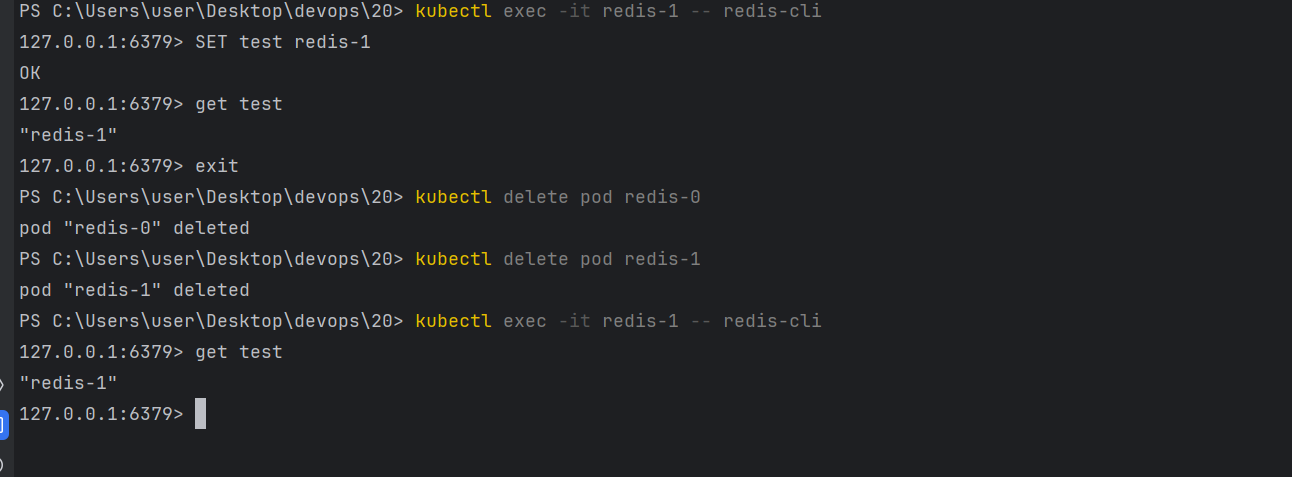 PS C:\Users\user\Desktop\devops\20> kubectl exec -it redis-1 -- redis-cli
127.0.0.1:6379> SET test redis-1
OK
127.0.0.1:6379> get test
"redis-1"
127.0.0.1:6379> exit
PS C:\Users\user\Desktop\devops\20> kubectl delete pod redis-0
pod "redis-0" deleted
PS C:\Users\user\Desktop\devops\20> kubectl delete pod redis-1
pod "redis-1" deleted
PS C:\Users\user\Desktop\devops\20> kubectl exec -it redis-1 -- redis-cli
127.0.0.1:6379> get test
"redis-1"
127.0.0.1:6379>